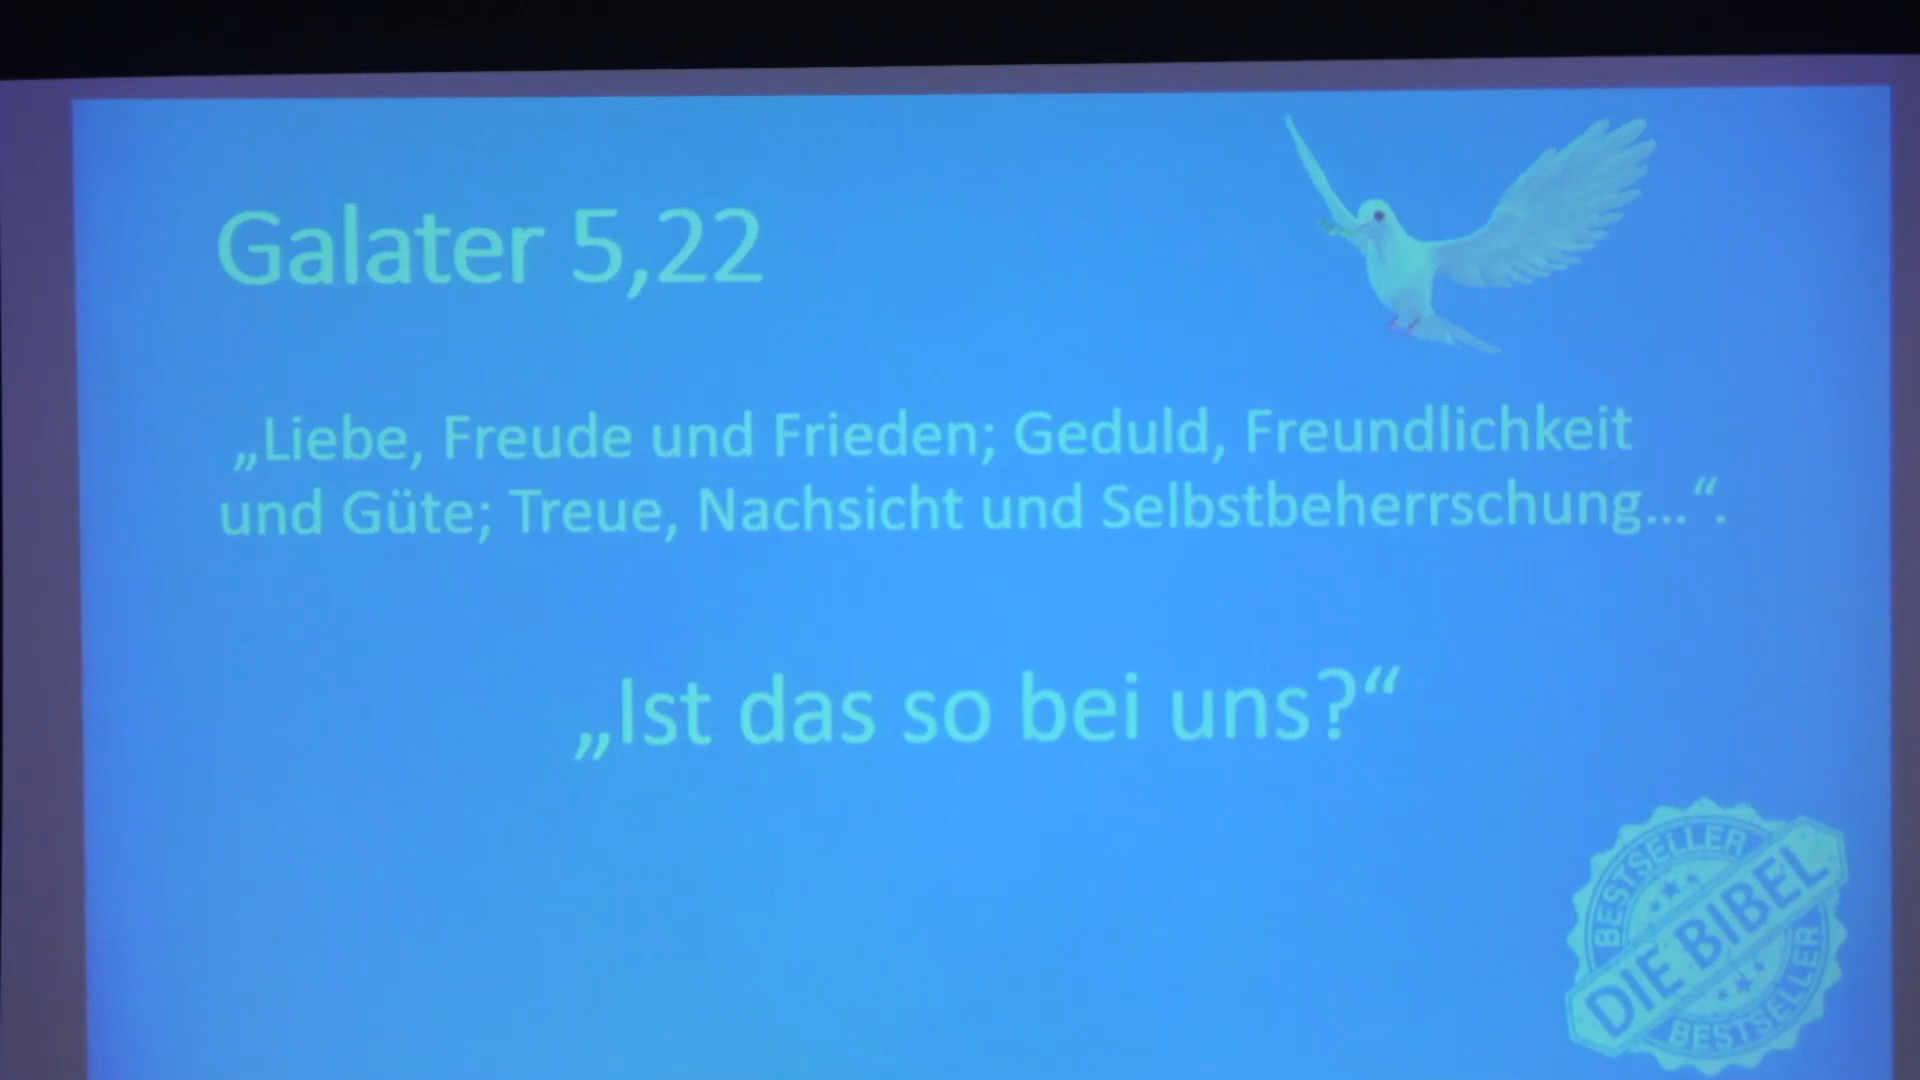 Galater 5,22
„Liebe, Freude und Frieden; Geduld, Freundlichkeit
und Güte; Treue, Nachsicht und Selbstbeherrschung...“.
„Ist das so bei uns?“
BESTSELLER
DIE BIBEL
BESTSELLER